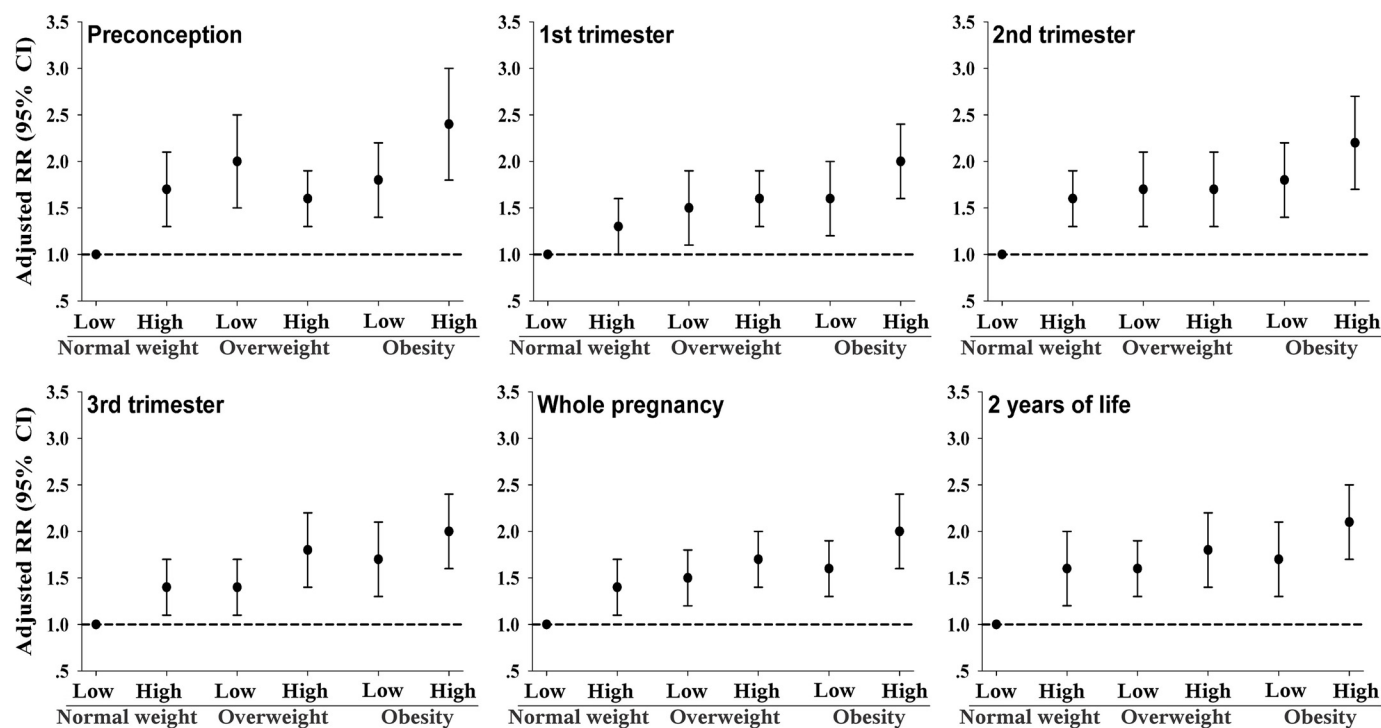 Preconception
1st trimester
2nd trimester
Adjusted RR (95% CI)
3.5 3.5 3.5
3.0 3.0 3.0
2.5 2.5 2.5
2.0 2.0 2.0
1.5 1.5 1.5
1.0 1.0 1.0
.5 .5 .5
Low High Low High Low High Low High Low High Low High Low High Low High Low High
Normal weight Overweight Obesity Normal weight Overweight Obesity Normal weight Overweight Obesity
3rd trimester
Whole pregnancy
2 years of life
Adjusted RR (95% CI)
3.5 3.5 3.5
3.0 3.0 3.0
2.5 2.5 2.5
2.0 2.0 2.0
1.5 1.5 1.5
1.0 1.0 1.0
.5 .5 .5
Low High Low High Low High Low High Low High Low High Low High Low High Low High
Normal weight Overweight Obesity Normal weight Overweight Obesity Normal weight Overweight Obesity